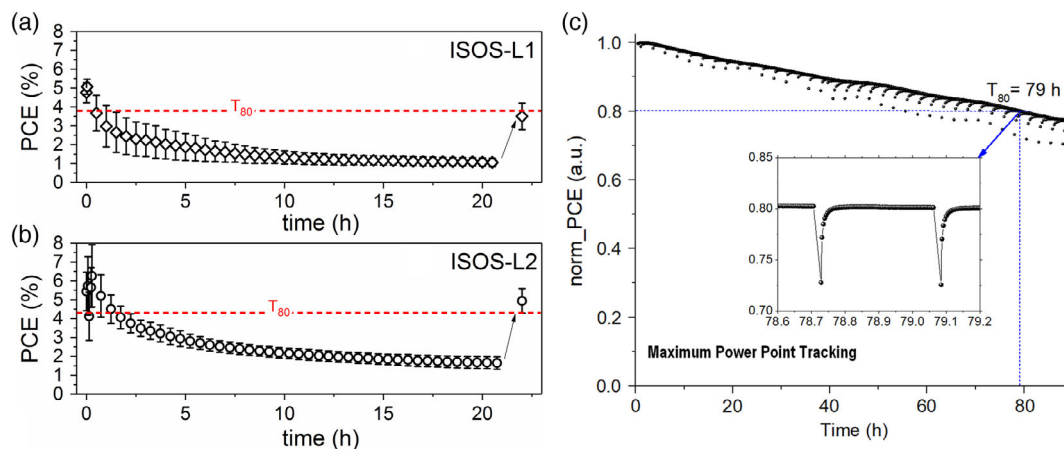 (a)
ISOS-L1
PCE (%)
8
7
6
5
4
3
2
1
0
T80
0 5 10 15 20
time (h)
(b)
ISOS-L2
PCE (%)
8
7
6
5
4
3
2
1
0
T80
0 5 10 15 20
time (h)
(c)
norm_PCE (a.u.)
1.0
0.8
0.6
0.4
0.2
0.0
T80= 79 h
0.85
0.80
0.75
0.70
78.6 78.7 78.8 78.9 79.0 79.1 79.2
Maximum Power Point Tracking
0 20 40 60 80
Time (h)